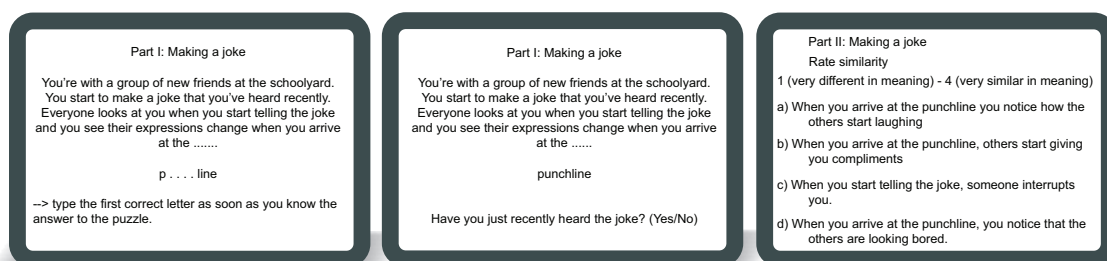 Part I: Making a joke
You're with a group of new friends at the schoolyard.
You start to make a joke that you've heard recently.
Everyone looks at you when you start telling the joke
and you see their expressions change when you arrive
at the .......
p . . . . line
--> type the first correct letter as soon as you know the
answer to the puzzle.
Part I: Making a joke
You're with a group of new friends at the schoolyard.
You start to make a joke that you've heard recently.
Everyone looks at you when you start telling the joke
and you see their expressions change when you arrive
at the ......
punchline
Have you just recently heard the joke? (Yes/No)
Part II: Making a joke
Rate similarity
1 (very different in meaning) - 4 (very similar in meaning)
a) When you arrive at the punchline you notice how the
others start laughing
b) When you arrive at the punchline, others start giving
you compliments
c) When you start telling the joke, someone interrupts
you.
d) When you arrive at the punchline, you notice that the
others are looking bored.